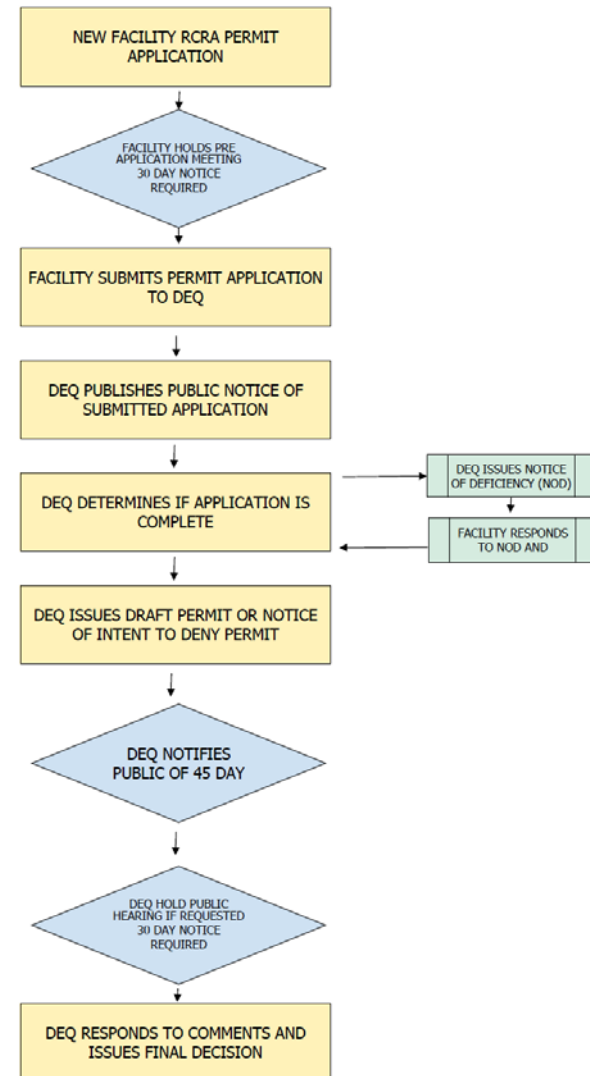 NEW FACILITY RCRA PERMIT
APPLICATION
FACILITY HOLDS PRE
APPLICATION MEETING
30 DAY NOTICE
REQUIRED
FACILITY SUBMITS PERMIT APPLICATION
TO DEQ
DEQ PUBLISHES PUBLIC NOTICE OF
SUBMITTED APPLICATION
DEQ DETERMINES IF APPLICATION IS
COMPLETE
DEQ ISSUES NOTICE
OF DEFICIENCY (NOD)
FACILITY RESPONDS
TO NOD AND
DEQ ISSUES DRAFT PERMIT OR NOTICE
OF INTENT TO DENY PERMIT
DEQ NOTIFIES
PUBLIC OF 45 DAY
DEQ HOLD PUBLIC
HEARING IF REQUESTED
30 DAY NOTICE
REQUIRED
DEQ RESPONDS TO COMMENTS AND
ISSUES FINAL DECISION